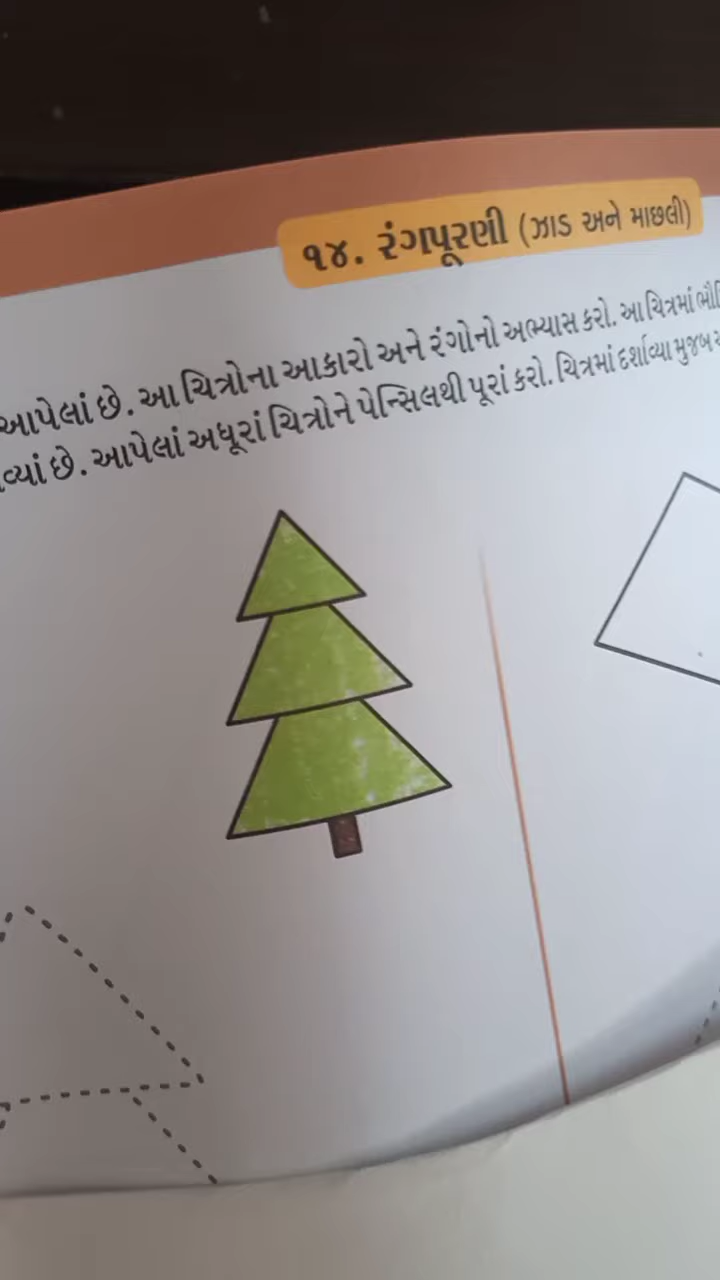 ૧૪. રંગપૂરણી (ઝાડ અને માછલી)
આપેલાં છે. આ ચિત્રોના આકારો અને રંગોનો અભ્યાસ કરો. આ ચિત્રમાં
છે. આપેલાં અધૂરાં ચિત્રોને પેન્સિલથી પૂરાં કરો. ચિત્રમાં દર્શાવ્યા મુજબ